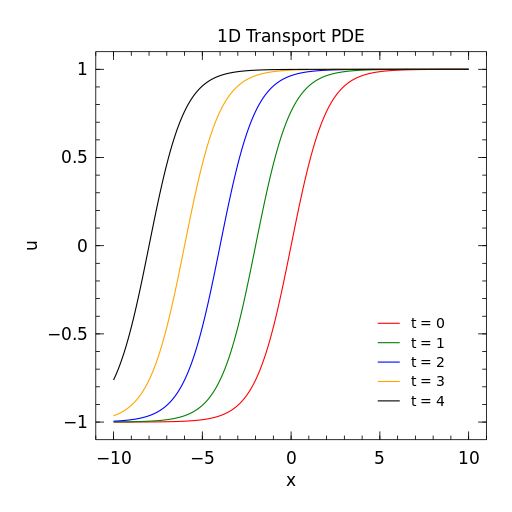 1D Transport PDE
1
0.5
0
−0.5
−1
u
t = 0
t = 1
t = 2
t = 3
t = 4
−10
−5
0
5
10
x